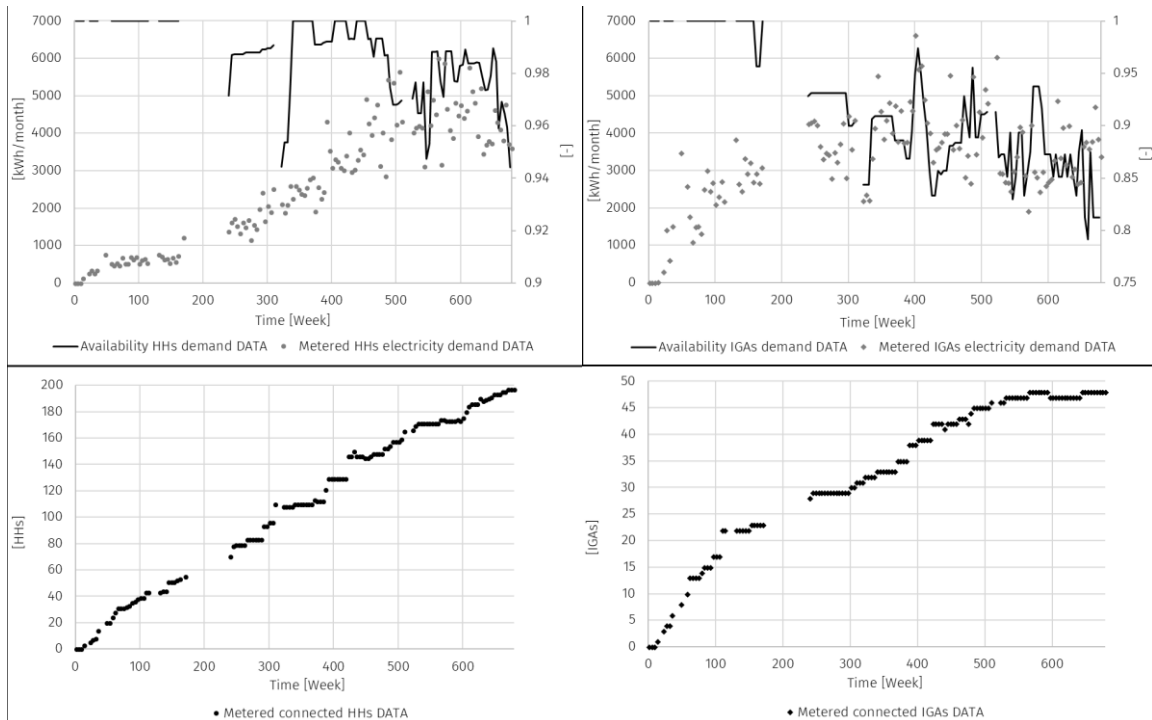 7000
6000
5000
4000
3000
2000
1000
0
[kWh/month]
1
0.98
0.96
0.94
0.92
0.9
[-]
0 100 200 300 400 500 600
Time [Week]
Availability HHs demand DATA
Metered HHs electricity demand DATA
7000
6000
5000
4000
3000
2000
1000
0
[kWh/month]
1
0.95
0.9
0.85
0.8
0.75
[-]
0 100 200 300 400 500 600
Time [Week]
Availability IGAs demand DATA
Metered IGAs electricity demand DATA
200
180
160
140
120
100
80
60
40
20
0
[HHs]
0 100 200 300 400 500 600
Time [Week]
Metered connected HHs DATA
50
45
40
35
30
25
20
15
10
5
0
[IGAs]
0 100 200 300 400 500 600
Time [Week]
Metered connected IGAs DATA